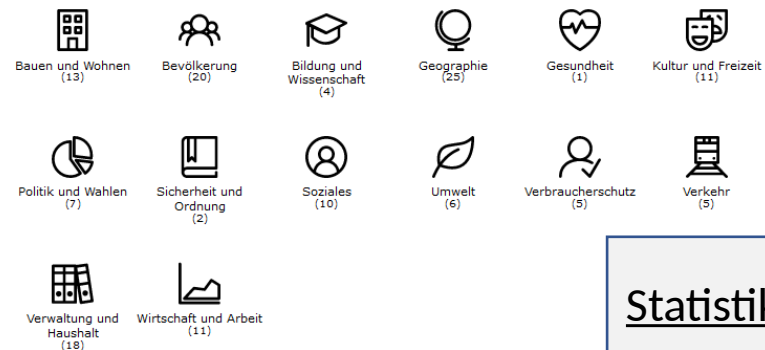 Bauen und Wohnen
(13)
Bevölkerung
(20)
Bildung und
Wissenschaft
(4)
Geographie
(25)
Gesundheit
(1)
Kultur und Freizeit
(11)
Politik und Wahlen
(7)
Sicherheit und
Ordnung
(2)
Soziales
(10)
Umwelt
(6)
Verbraucherschutz
(5)
Verkehr
(5)
Verwaltung und
Haushalt
(18)
Wirtschaft und Arbeit
(11)